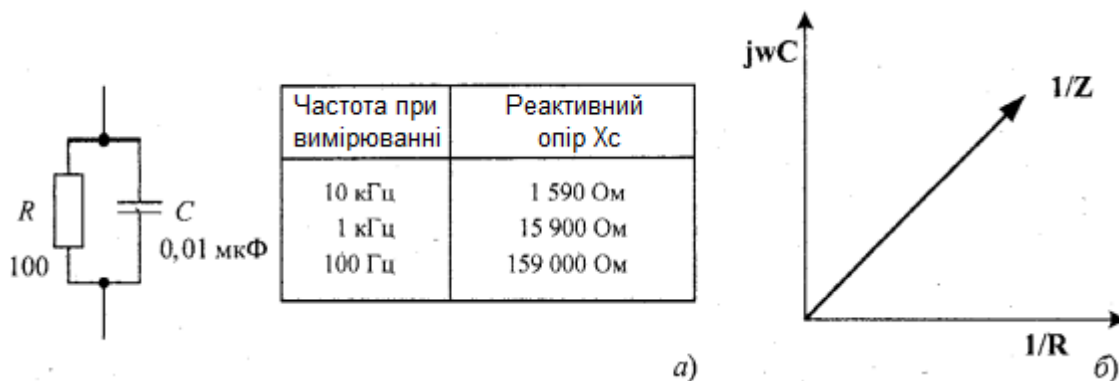 R
100
C
0,01 мкФ
Частота при вимірюванні
Реактивний опір Xc
10 кГц 1 590 Ом
1 кГц 15 900 Ом
100 Гц 159 000 Ом
а)
jwC
1/Z
1/R
б)